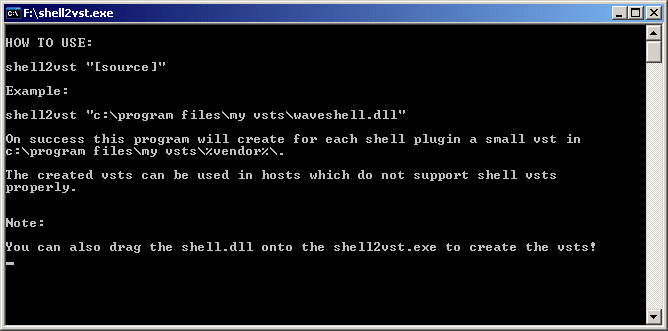 F:\shell2vst.exe
HOW TO USE:
shell2vst "[source]"
Example:
shell2vst "c:\program files\my vsts\waveshell.dll"
On success this program will create for each shell plugin a small vst in
c:\program files\my vsts\%vendor%\.
The created vsts can be used in hosts which do not support shell vsts
properly.
Note:
You can also drag the shell.dll onto the shell2vst.exe to create the vsts!